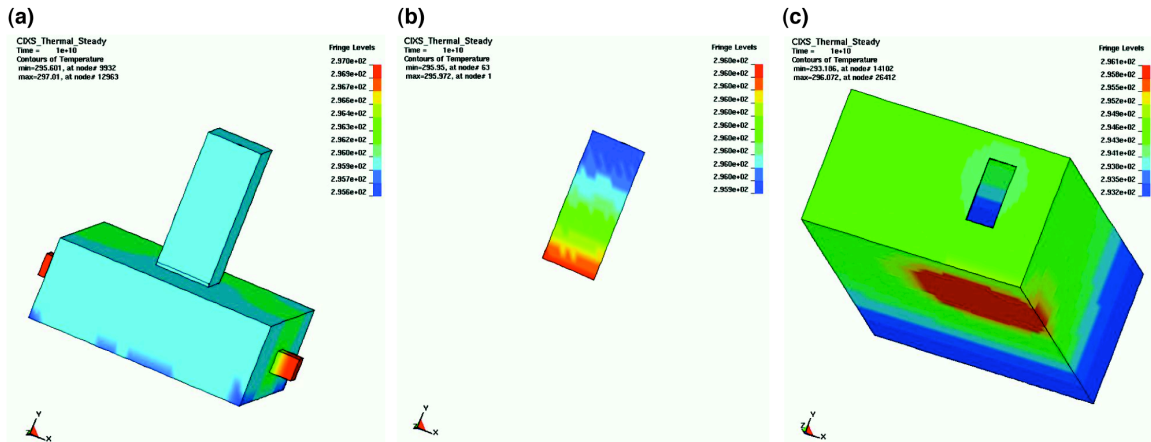 (a)
CIXS_Thermal_Steady
Time = 1e+10
Contours of Temperature
min=295.601, at node# 9932
max=297.01, at node# 12963
Fringe Levels
2.970e+02
2.969e+02
2.967e+02
2.966e+02
2.964e+02
2.963e+02
2.962e+02
2.960e+02
2.959e+02
2.957e+02
2.956e+02
Y
Z
X
(b)
CIXS_Thermal_Steady
Time = 1e+10
Contours of Temperature
min=295.95, at node# 63
max=295.972, at node# 1
Fringe Levels
2.960e+02
2.960e+02
2.960e+02
2.960e+02
2.960e+02
2.960e+02
2.960e+02
2.960e+02
2.960e+02
2.960e+02
2.959e+02
Y
Z
X
(c)
CIXS_Thermal_Steady
Time = 1e+10
Contours of Temperature
min=293.186, at node# 14102
max=296.072, at node# 26412
Fringe Levels
2.961e+02
2.958e+02
2.955e+02
2.952e+02
2.949e+02
2.946e+02
2.943e+02
2.941e+02
2.938e+02
2.935e+02
2.932e+02
Y
Z
X